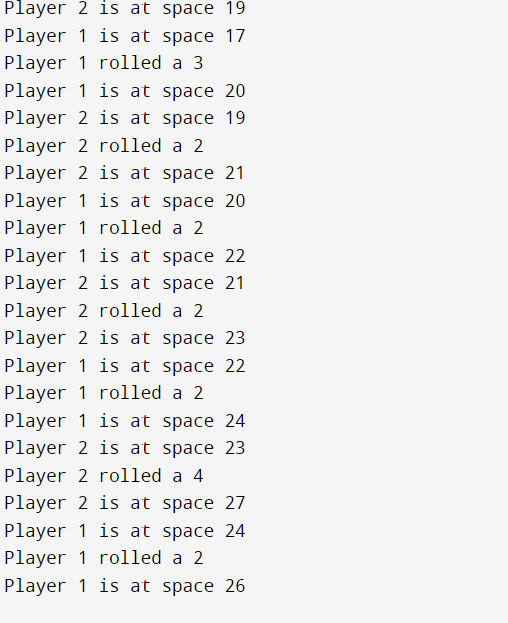 Player 2 is at space 19
Player 1 is at space 17
Player 1 rolled a 3
Player 1 is at space 20
Player 2 is at space 19
Player 2 rolled a 2
Player 2 is at space 21
Player 1 is at space 20
Player 1 rolled a 2
Player 1 is at space 22
Player 2 is at space 21
Player 2 rolled a 2
Player 2 is at space 23
Player 1 is at space 22
Player 1 rolled a 2
Player 1 is at space 24
Player 2 is at space 23
Player 2 rolled a 4
Player 2 is at space 27
Player 1 is at space 24
Player 1 rolled a 2
Player 1 is at space 26